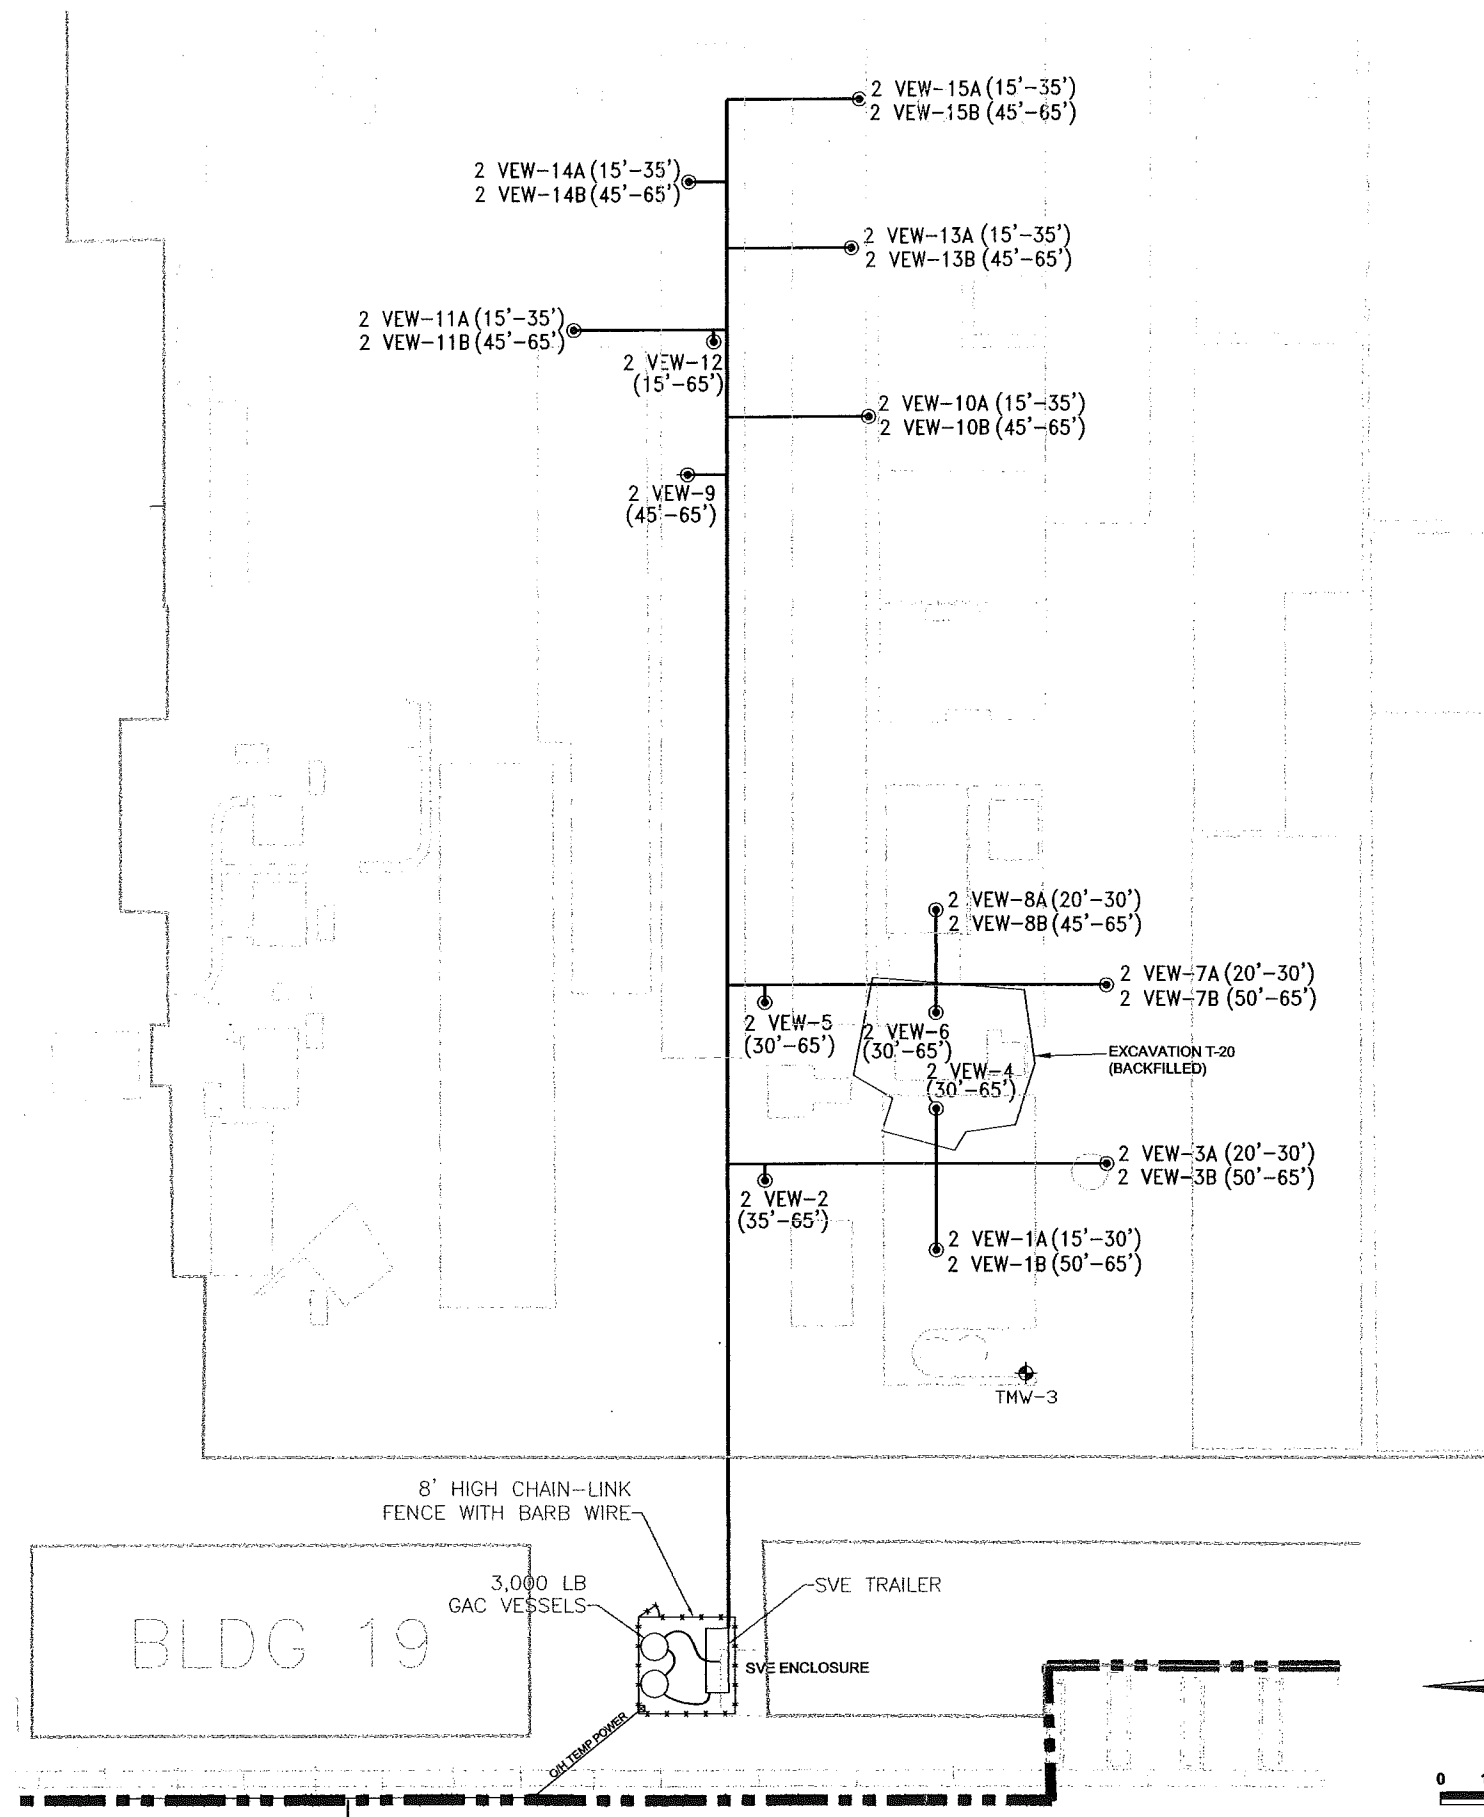 2 VEW-15A (15'-35')
2 VEW-15B (45'-65')
2 VEW-14A (15'-35')
2 VEW-14B (45'-65')
2 VEW-13A (15'-35')
2 VEW-13B (45'-65')
2 VEW-11A (15'-35')
2 VEW-11B (45'-65')
2 VEW-12
(15'-65')
2 VEW-10A (15'-35')
2 VEW-10B (45'-65')
2 VEW-9
(45'-65')
2 VEW-8A (20'-30')
2 VEW-8B (45'-65')
2 VEW-7A (20'-30')
2 VEW-7B (50'-65')
2 VEW-5
(30'-65')
2 VEW-6
(30'-65')
EXCAVATION T-20
(BACKFILLED)
2 VEW-4
(30'-65')
2 VEW-3A (20'-30')
2 VEW-3B (50'-65')
2 VEW-2
(35'-65')
2 VEW-1A (15'-30')
2 VEW-1B (50'-65')
TMW-3
8' HIGH CHAIN-LINK
FENCE WITH BARB WIRE
3,000 LB
GAC VESSELS
SVE TRAILER
BLDG 19
SVE ENCLOSURE
O/H TEMP POWER
0